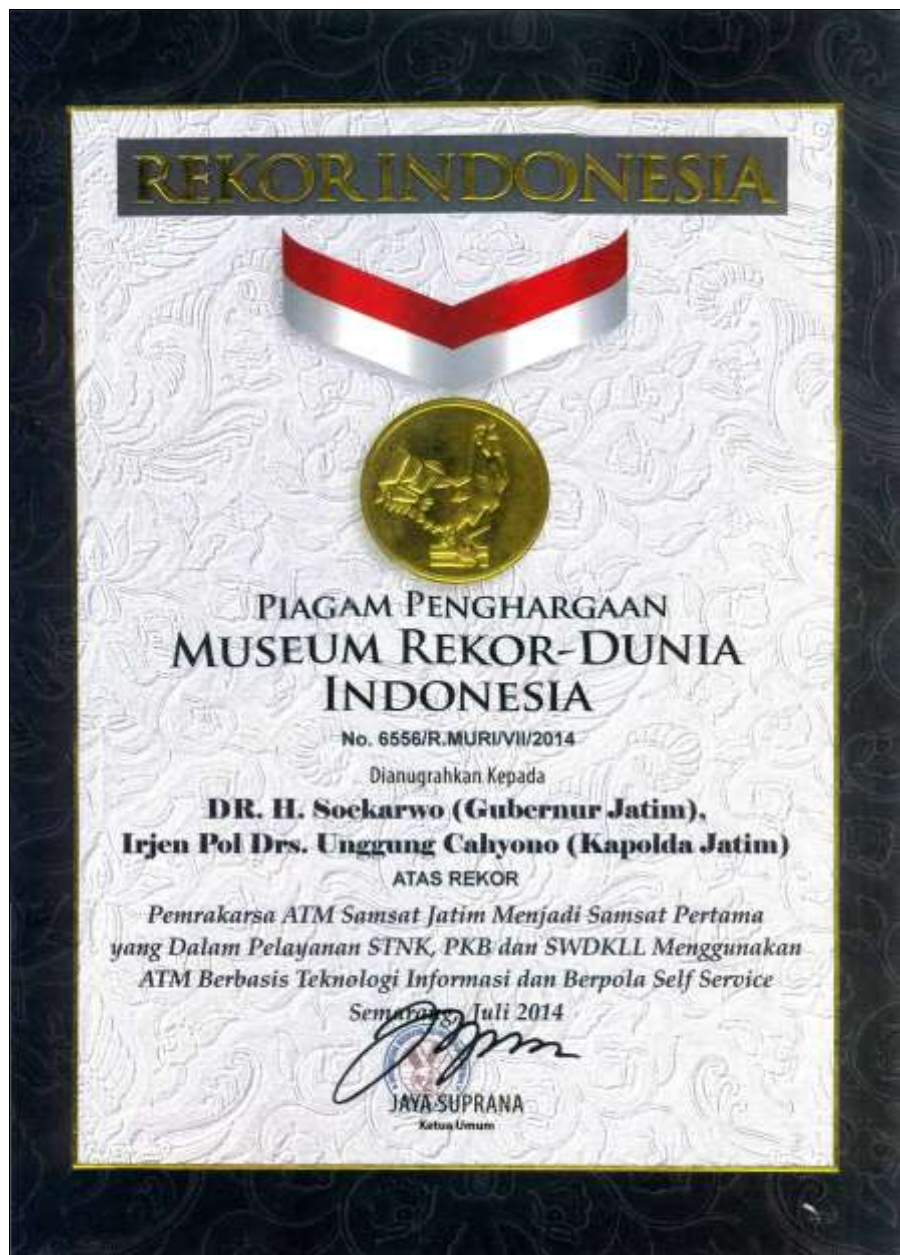 REKOR INDONESIA
PIAGAM PENGHARGAAN
MUSEUM REKOR-DUNIA
INDONESIA
No. 6556/R.MURI/VII/2014
Dianugrahkan Kepada
DR. H. Soekarwo (Gubernur Jatim),
Irjen Pol Drs. Unggung Cahyono (Kapolda Jatim)
ATAS REKOR
Pemrakarsa ATM Samsat Jatim Menjadi Samsat Pertama
yang Dalam Pelayanan STNK, PKB dan SWDKLL Menggunakan
ATM Berbasis Teknologi Informasi dan Berpola Self Service
Semarang, Juli 2014
JAYA SUPRANA
Ketua Umum